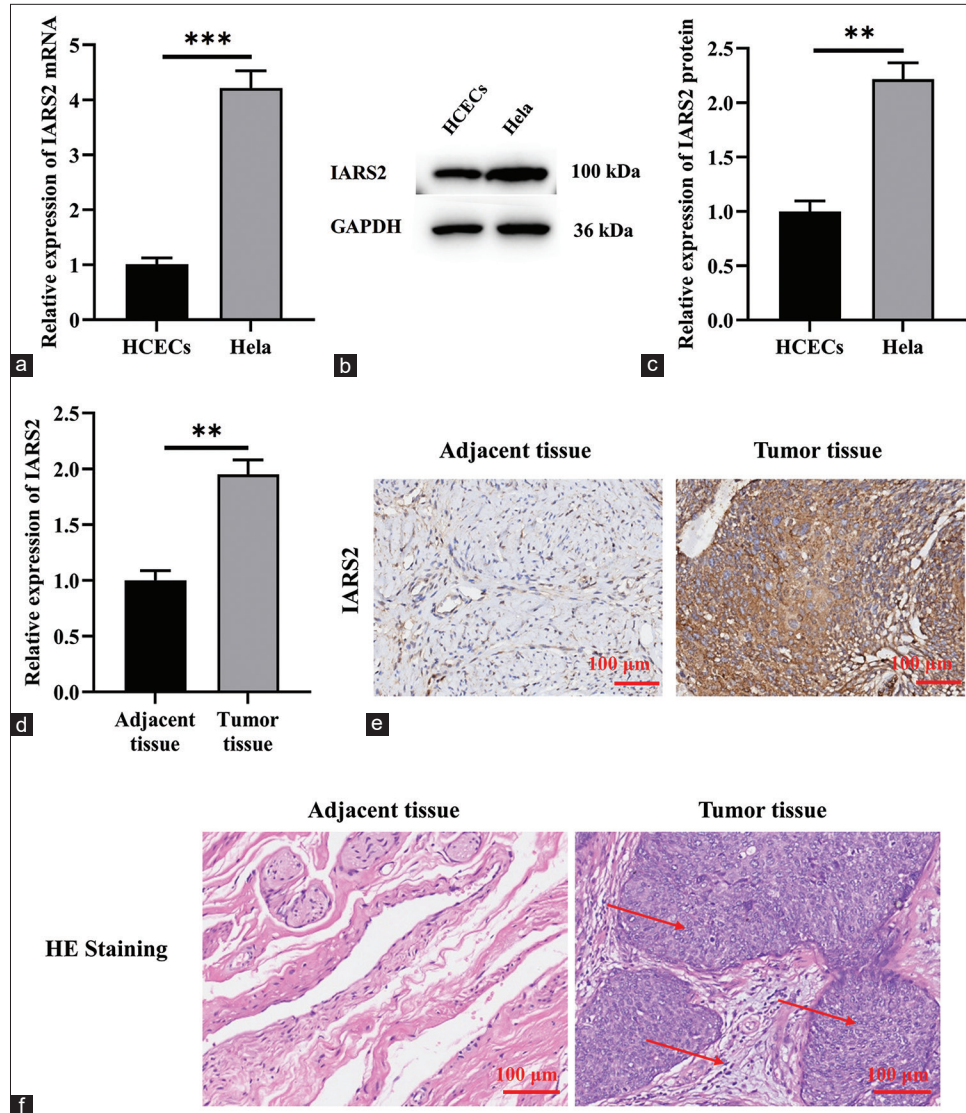 Relative expression of IARS2 mRNA
5
4
3
2
1
0
***
HCECs
Hela
a
HCECs
Hela
IARS2
100 kDa
GAPDH
36 kDa
b
Relative expression of IARS2 protein
2.5
2.0
1.5
1.0
0.5
0.0
**
HCECs
Hela
c
Relative expression of IARS2
2.5
2.0
1.5
1.0
0.5
0.0
**
Adjacent
tissue
Tumor
tissue
d
Adjacent tissue
Tumor tissue
IARS2
100 μm
100 μm
e
Adjacent tissue
Tumor tissue
HE Staining
100 μm
100 μm
f